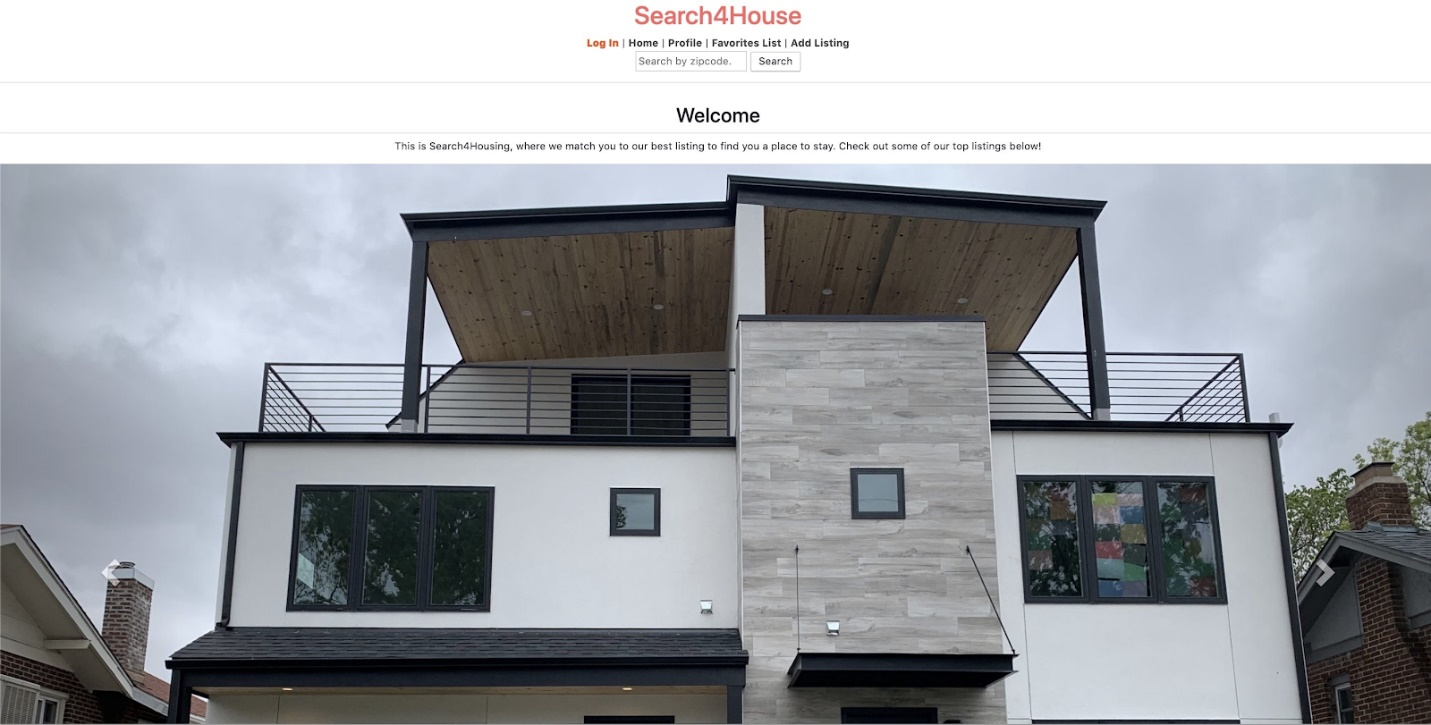 Search4House
Log In | Home | Profile | Favorites List | Add Listing
Search by zipcode. Search
Welcome
This is Search4Housing, where we match you to our best listing to find you a place to stay. Check out some of our top listings below!